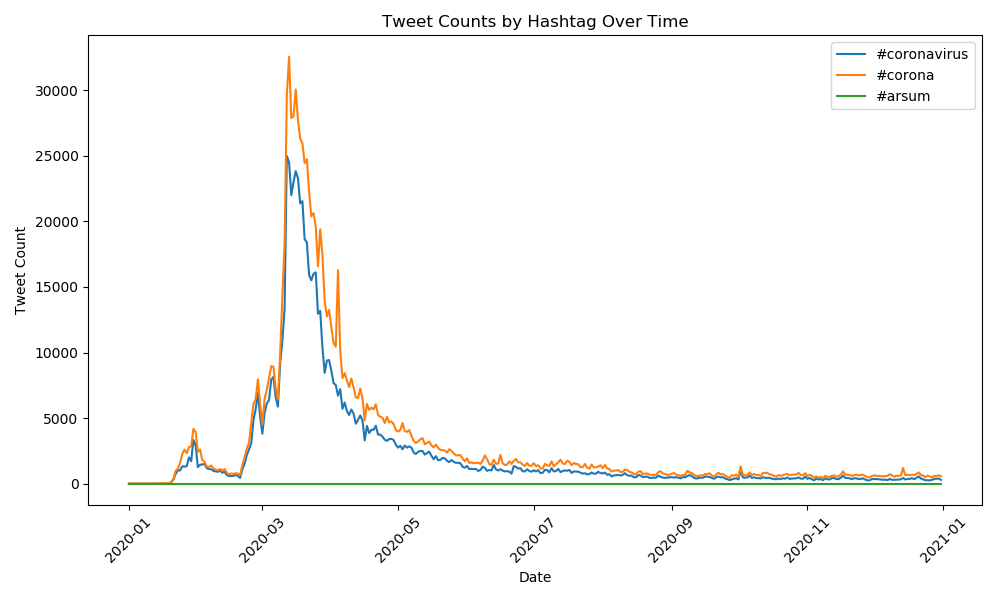 Tweet Counts by Hashtag Over Time
#coronavirus
#corona
#arsum
Tweet Count
30000
25000
20000
15000
10000
5000
0
2020-01
2020-03
2020-05
2020-07
2020-09
2020-11
2021-01
Date